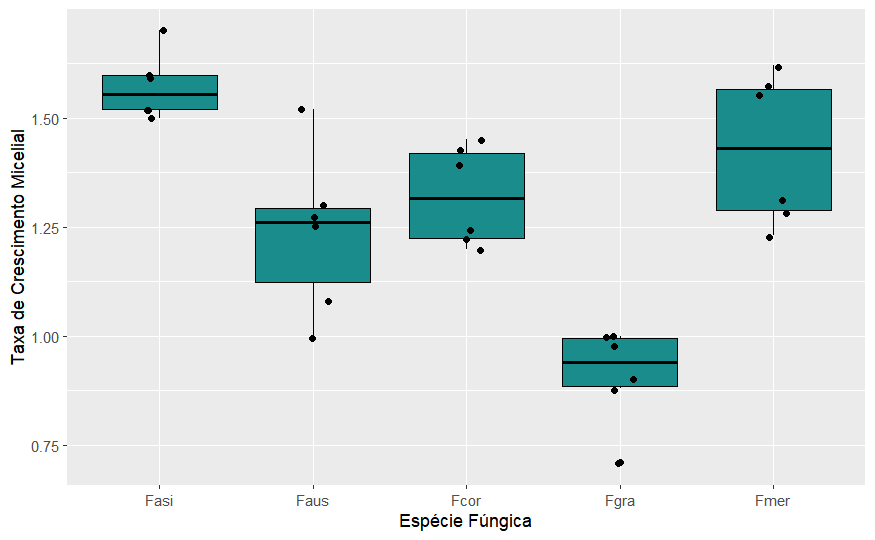 Taxa de Crescimento Micelial
1.50
1.25
1.00
0.75
Fasi Faus Fcor Fgra Fmer
Espécie Fúngica